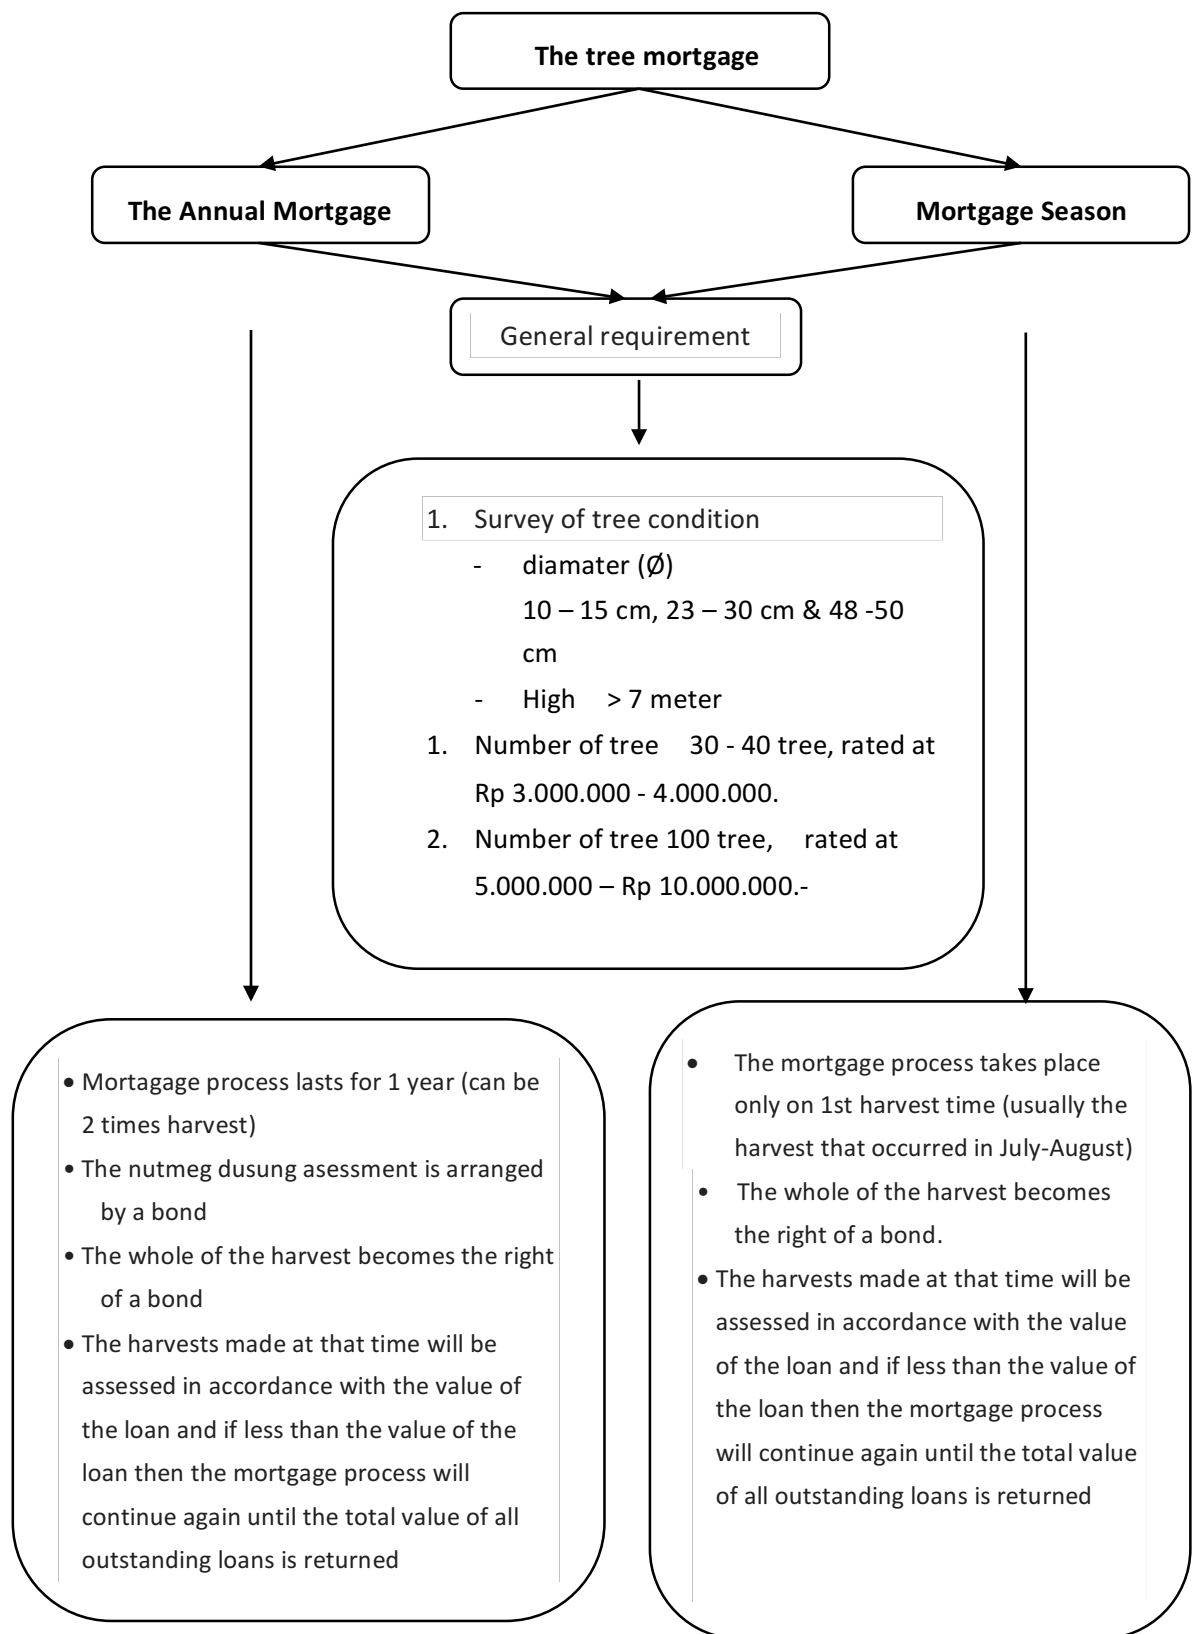 The tree mortgage
The Annual Mortgage
Mortgage Season
General requirement
1. Survey of tree condition
- diamater (Ø)
10 – 15 cm, 23 – 30 cm & 48 -50
cm
- High > 7 meter
1. Number of tree 30 - 40 tree, rated at
Rp 3.000.000 - 4.000.000.
2. Number of tree 100 tree, rated at
5.000.000 – Rp 10.000.000.-
• Mortagage process lasts for 1 year (can be
2 times harvest)
• The nutmeg dusung asessment is arranged
by a bond
• The whole of the harvest becomes the right
of a bond
• The harvests made at that time will be
assessed in accordance with the value of
the loan and if less than the value of the
loan then the mortgage process will
continue again until the total value of all
outstanding loans is returned
• The mortgage process takes place
only on 1st harvest time (usually the
harvest that occurred in July-August)
• The whole of the harvest becomes
the right of a bond.
• The harvests made at that time will be
assessed in accordance with the value
of the loan and if less than the value of
the loan then the mortgage process
will continue again until the total value
of all outstanding loans is returned